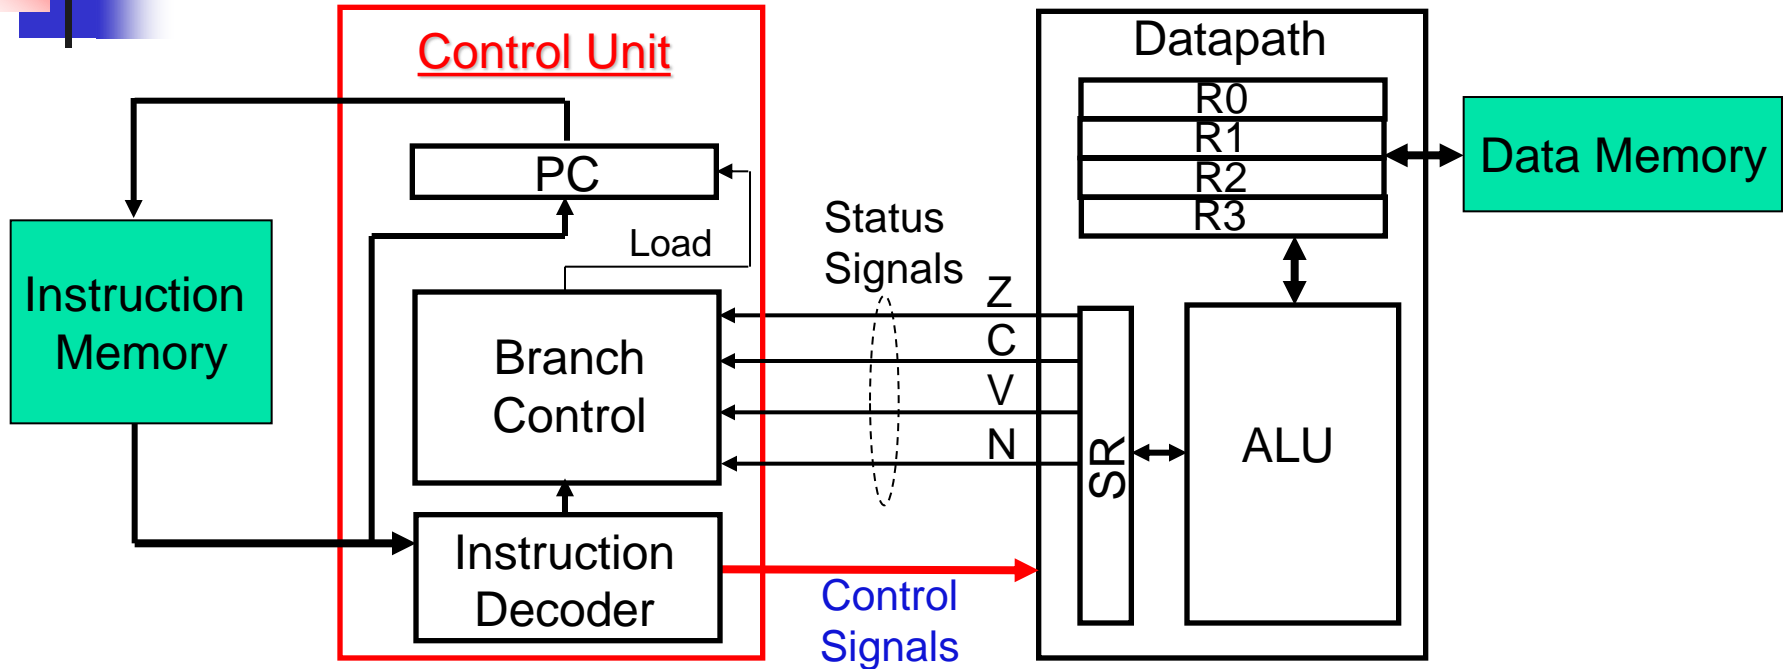 Control Unit
PC
Load
Instruction
Memory
Branch
Control
Instruction
Decoder
Status
Signals
Z
C
V
N
Control
Signals
Datapath
R0
R1
R2
R3
SR
ALU
Data Memory